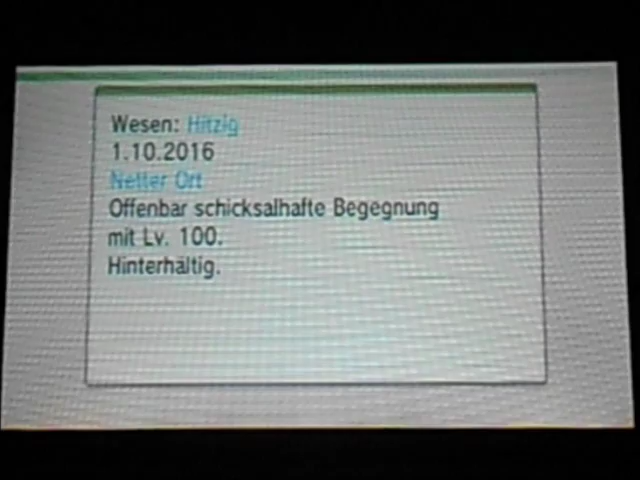 Wesen: Hitzig
1.10.2016
Netter Ort
Offenbar schicksalhafte Begegnung
mit Lv. 100.
Hinterhältig.